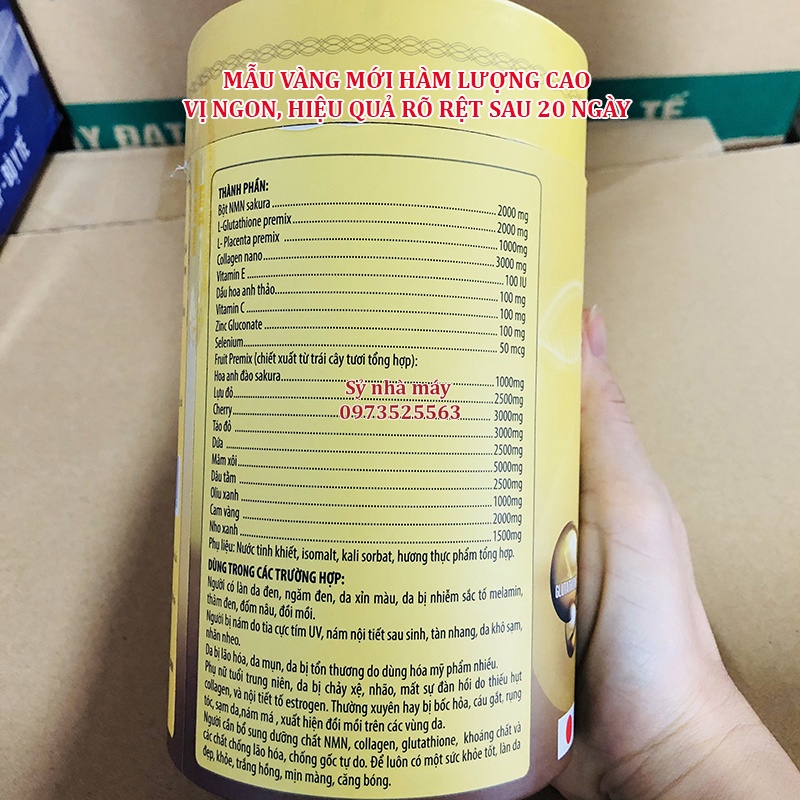 MẪU VÀNG MỚI HÀM LƯỢNG CAO
VỊ NGON, HIỆU QUẢ RÕ RỆT SAU 20 NGÀY
THÀNH PHẦN:
Bột NMN sakura 2000 mg
L-Glutathione premix 2000 mg
L- Placenta premix 1000mg
Collagen nano 3000 mg
Vitamin E 100 IU
Dầu hoa anh thảo 100 mg
Vitamin C 100 mg
Zinc Gluconate 100 mg
Selenium 50 mcg
Fruit Premix (chiết xuất từ trái cây tươi tổng hợp):
Hoa anh đào sakura 1000mg
Lựu đỏ 2500mg
Cherry 3000mg
Táo đỏ 3000mg
Dứa 2500mg
Mâm xôi 5000mg
Dâu tằm 2500mg
Oliu xanh 1000mg
Cam vàng 2000mg
Nho xanh 1500mg
Phụ liệu: Nước tinh khiết, isomalt, kali sorbat, hương thực phẩm tổng hợp.
Sỷ nhà máy
0973525563
DÙNG TRONG CÁC TRƯỜNG HỢP:
Người có làn da đen, ngăm đen, da xỉn màu, da bị nhiễm sắc tố melamin,
thâm đen, đốm nâu, đồi mồi.
Người bị nám do tia cực tím UV, nám nội tiết sau sinh, tàn nhang, da khô sạm,
nhăn nheo.
Da bị lão hóa, da mụn, da bị tổn thương do dùng hóa mỹ phẩm nhiều.
Phụ nữ tuổi trung niên, da bị chảy xệ, nhão, mất sự đàn hồi do thiếu hụt
collagen, và nội tiết tố estrogen. Thường xuyên hay bị bốc hỏa, cáu gắt, rụng
tóc, sạm da,nám má , xuất hiện đồi mồi trên các vùng da.
Người cần bổ sung dưỡng chất NMN, collagen, glutathione, khoáng chất và
các chất chống lão hóa, chống gốc tự do. Để luôn có một sức khỏe tốt, làn da
đẹp, khỏe, trắng hồng, mịn màng, căng bóng.